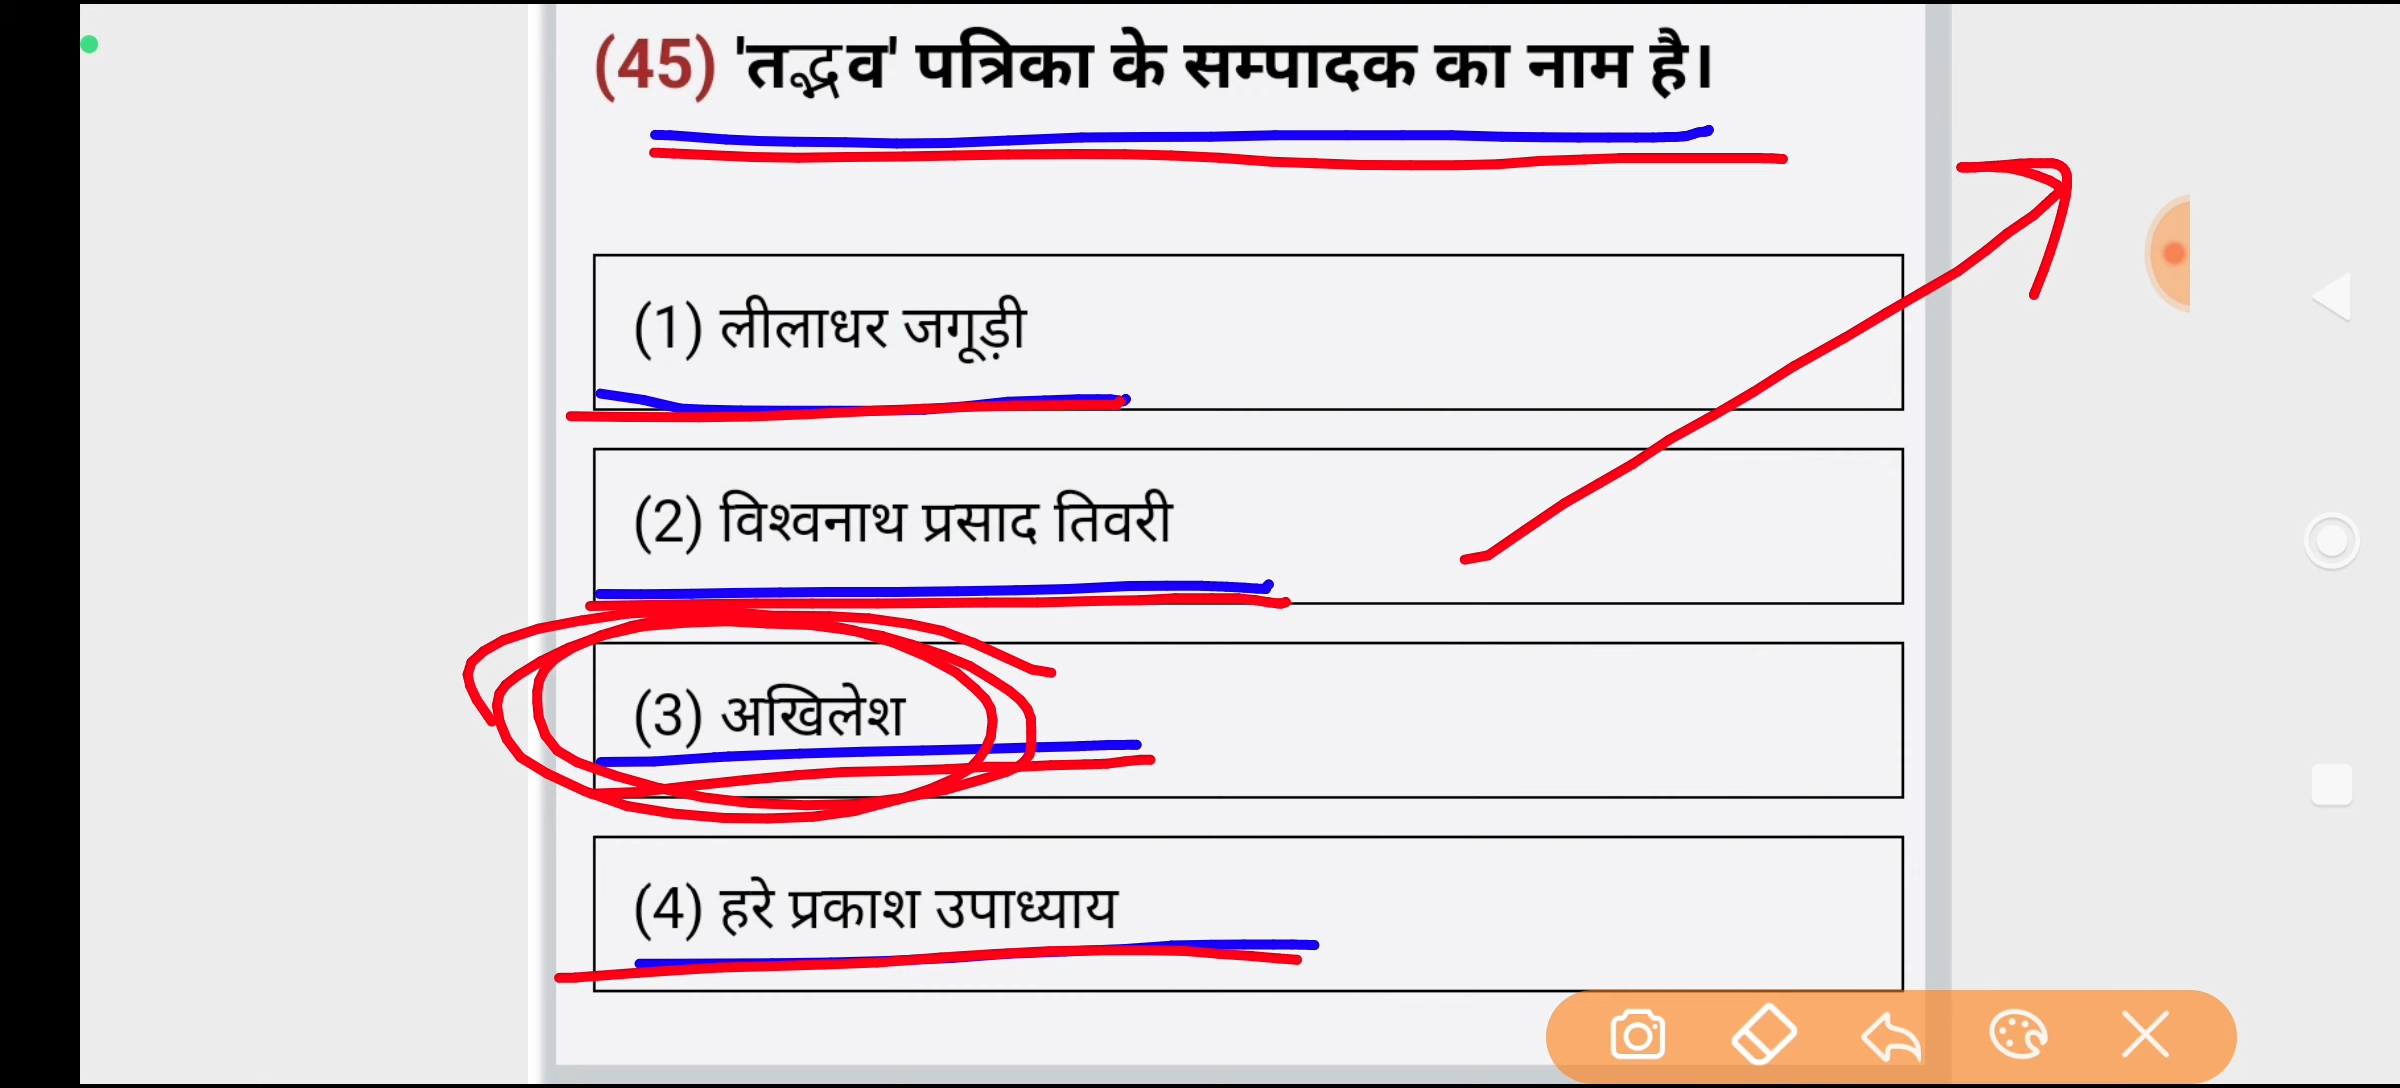 (45) 'तद्भव' पत्रिका के सम्पादक का नाम है।
(1) लीलाधर जगूड़ी
(2) विश्वनाथ प्रसाद तिवरी
(3) अखिलेश
(4) हरे प्रकाश उपाध्याय